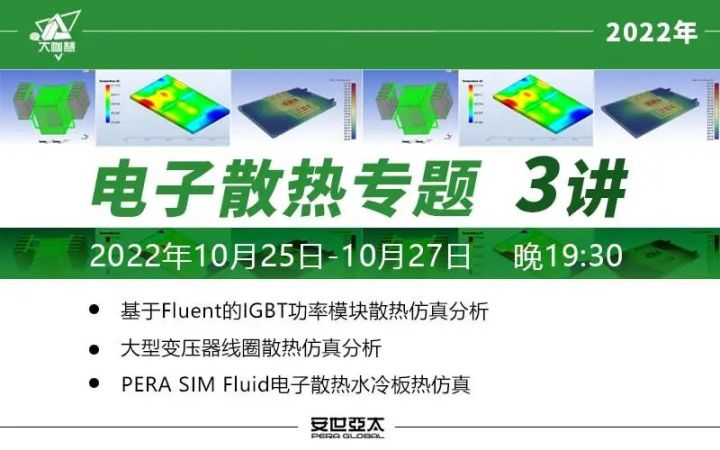 大咖慧
2022年
电子散热专题 3讲
2022年10月25日-10月27日 晚19:30
● 基于Fluent的IGBT功率模块散热仿真分析
● 大型变压器线圈散热仿真分析
● PERA SIM Fluid电子散热水冷板热仿真
安世亞太
PERA GLOBAL